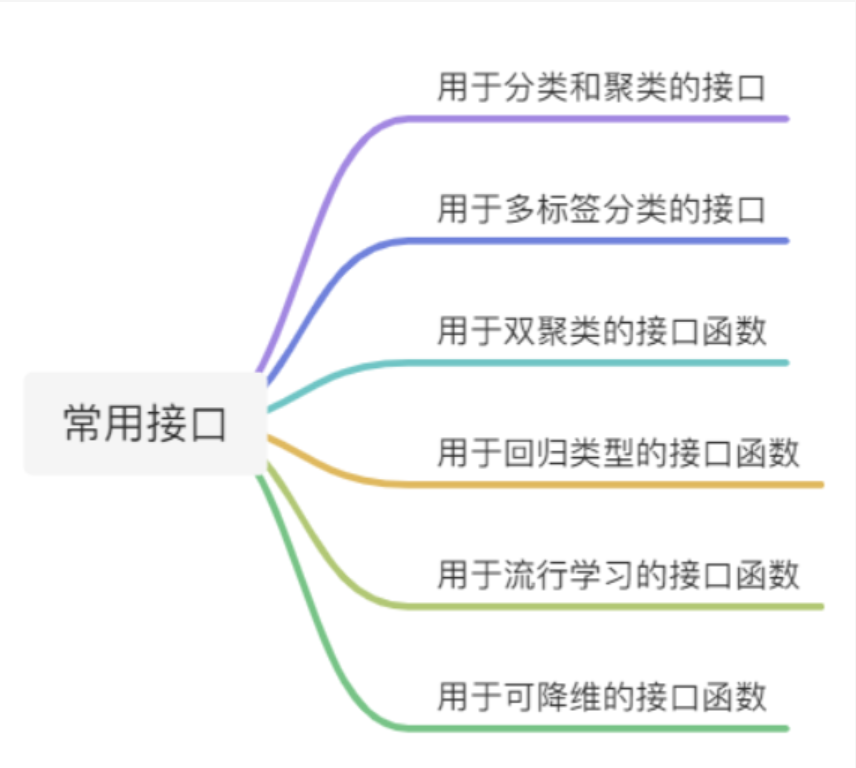 用于分类和聚类的接口
用于多标签分类的接口
用于双聚类的接口函数
常用接口
用于回归类型的接口函数
用于流行学习的接口函数
用于可降维的接口函数